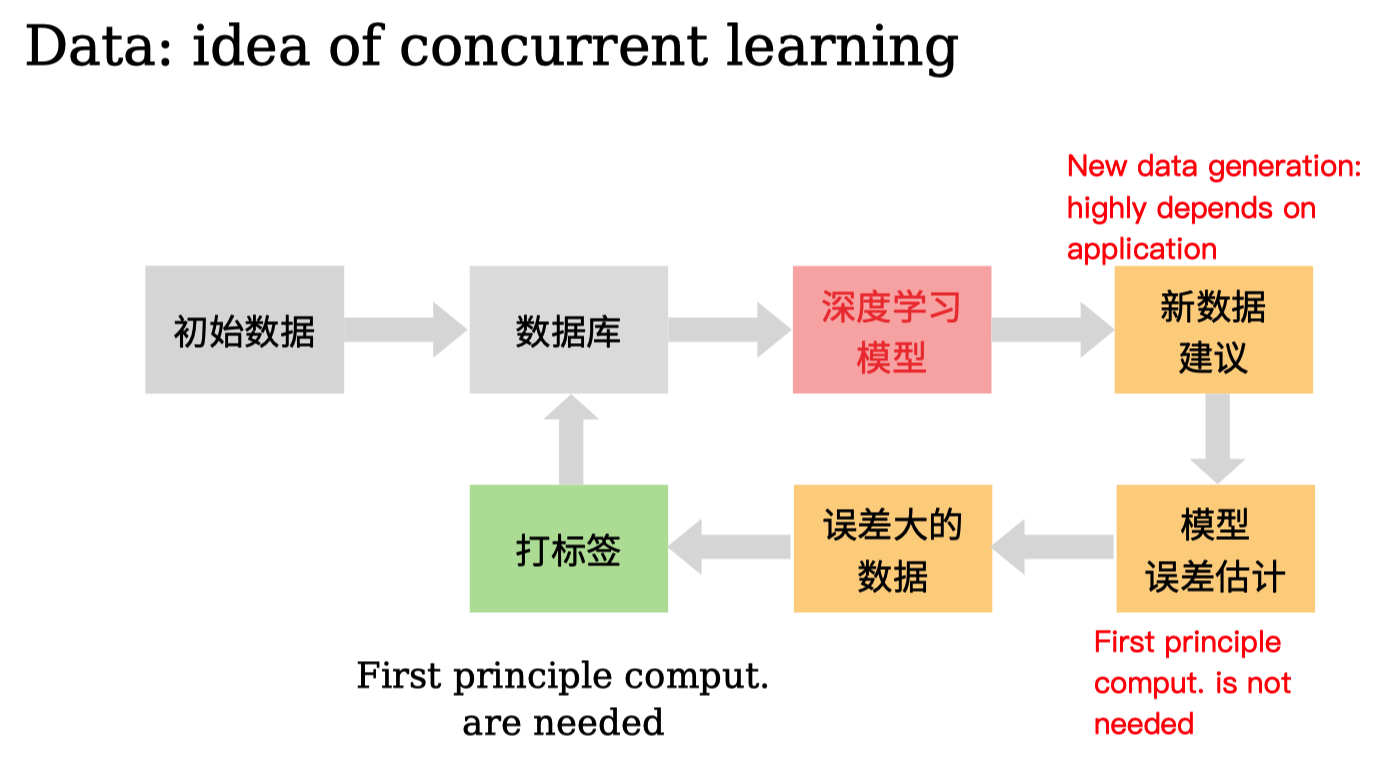 Data: idea of concurrent learning
New data generation:
highly depends on
application
初始数据
数据库
深度学习
模型
新数据
建议
打标签
误差大的
数据
模型
误差估计
First principle comput.
are needed
First principle
comput. is not
needed